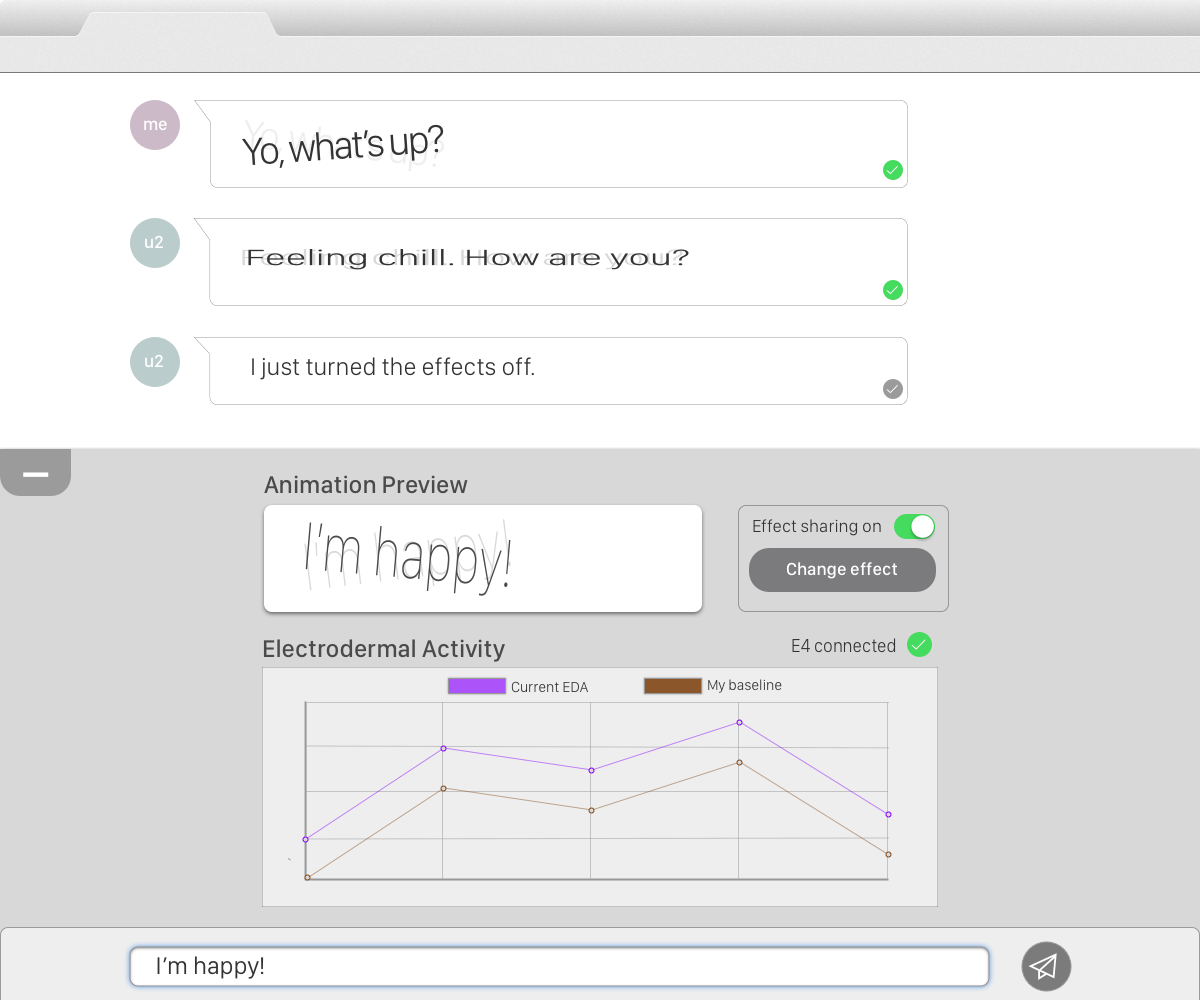 me
Yo, what's up?
u2
Feeling chill. How are you?
u2
I just turned the effects off.
Animation Preview
I'm happy!
Effect sharing on
Change effect
Electrodermal Activity
E4 connected
Current EDA
My baseline
I'm happy!